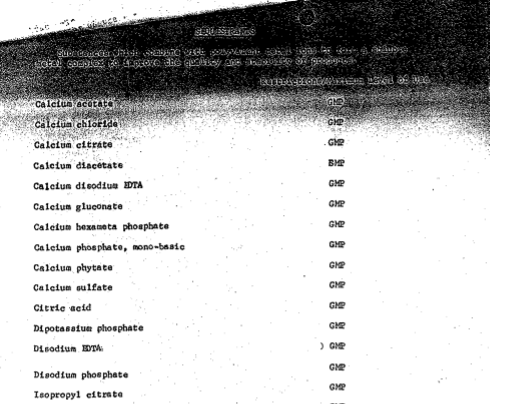 SEQUESTRANTS
Substances which combine with polyvalent metal ions to form a soluble
metal complex to improve the quality and stability of products.
Restrictions/Maximum Level of Use
Calcium acetate GMP
Calcium chloride GMP
Calcium citrate GMP
Calcium diacetate GMP
Calcium disodium EDTA GMP
Calcium gluconate GMP
Calcium hexameta phosphate GMP
Calcium phosphate, mono-basic GMP
Calcium phytate GMP
Calcium sulfate GMP
Citric acid GMP
Dipotassium phosphate GMP
Disodium EDTA ) GMP
Disodium phosphate GMP
Isopropyl citrate GMP